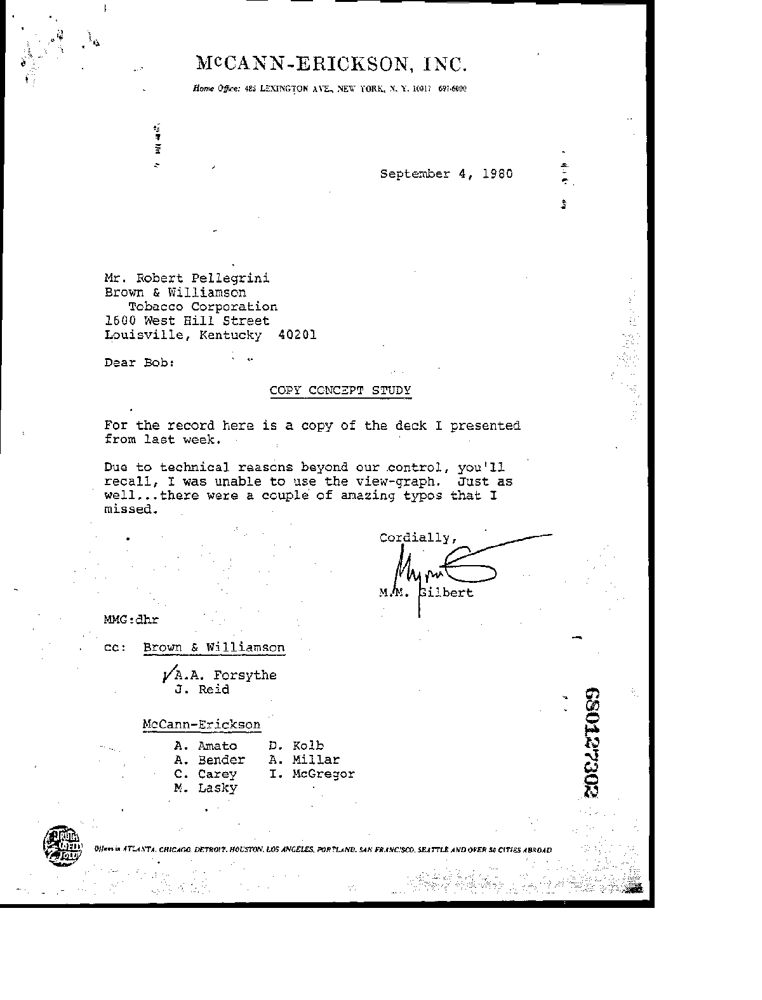 McCANN-ERICKSON, INC.
Home Office: 485 LEXINGTON AVE., NEW YORK, N. Y. 10017 697-6000
September 4, 1980
Mr. Robert Pellegrini
Brown & Williamson
Tobacco Corporation
1600 West Hill Street
Louisville, Kentucky 40201
Dear Bob:
COPY CONCEPT STUDY
For the record here is a copy of the deck I presented
from last week.
Due to technical reasons beyond our control, you'll
recall, I was unable to use the view-graph. Just as
well...there were a couple of amazing typos that I
missed.
Cordially,
M.M. Gilbert
MMG:dhr
cc: Brown & Williamson
A.A. Forsythe
J. Reid
McCann-Erickson
A. Amato D. Kolb
A. Bender A. Millar
C. Carey I. McGregor
M. Lasky
680127302
TRUTH
WELL
TOLD
Offices in ATLANTA, CHICAGO, DETROIT, HOUSTON, LOS ANGELES, PORTLAND, SAN FRANCISCO, SEATTLE AND OVER 50 CITIES ABROAD